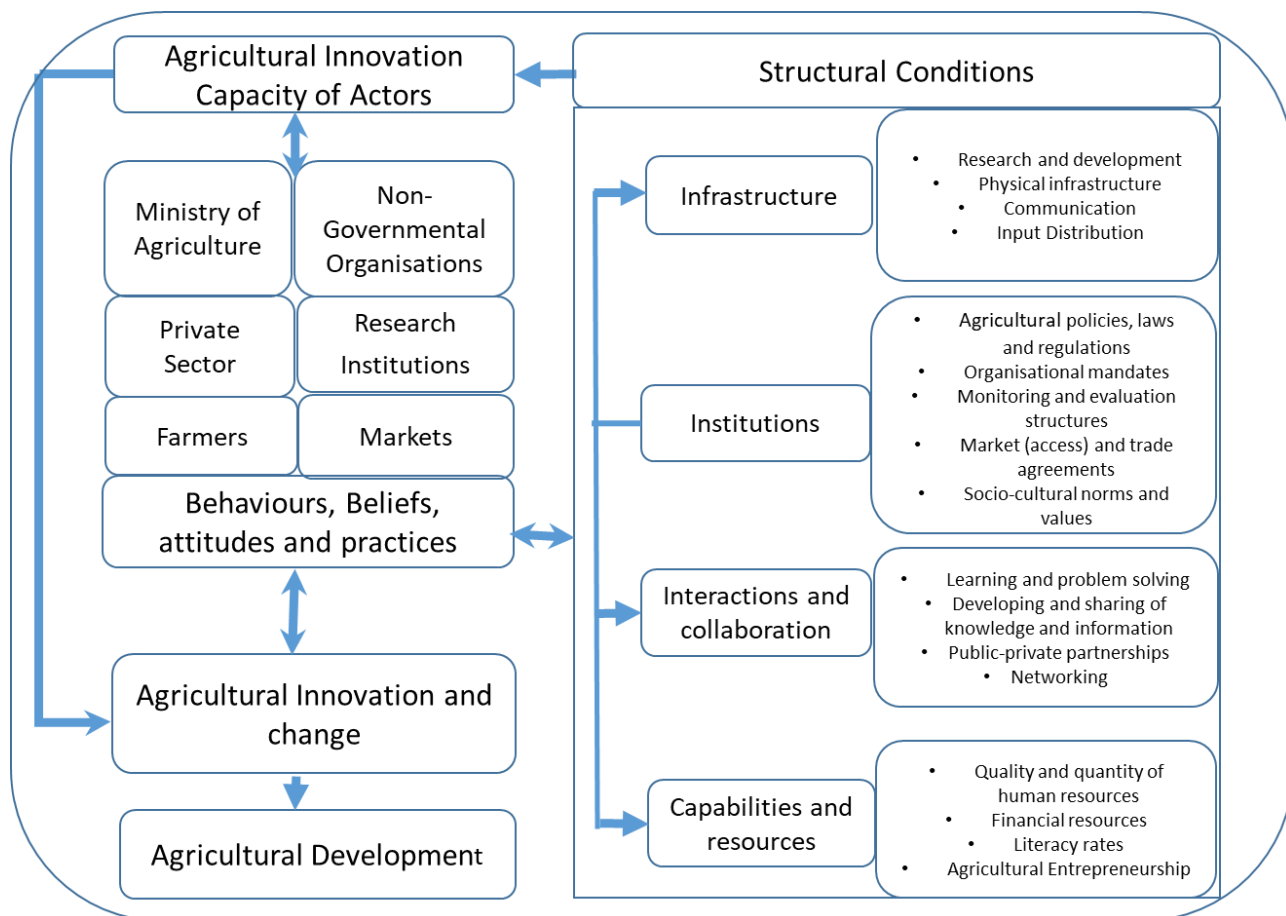 Agricultural Innovation
Capacity of Actors
Structural Conditions
Ministry of
Agriculture
Non-
Governmental
Organisations
Private
Sector
Research
Institutions
Farmers
Markets
Behaviours, Beliefs,
attitudes and practices
Agricultural Innovation and
change
Agricultural Development
Infrastructure
• Research and development
• Physical infrastructure
• Communication
• Input Distribution
Institutions
• Agricultural policies, laws
and regulations
• Organisational mandates
• Monitoring and evaluation
structures
• Market (access) and trade
agreements
• Socio-cultural norms and
values
Interactions and
collaboration
• Learning and problem solving
• Developing and sharing of
knowledge and information
• Public-private partnerships
• Networking
Capabilities and
resources
• Quality and quantity of
human resources
• Financial resources
• Literacy rates
• Agricultural Entrepreneurship